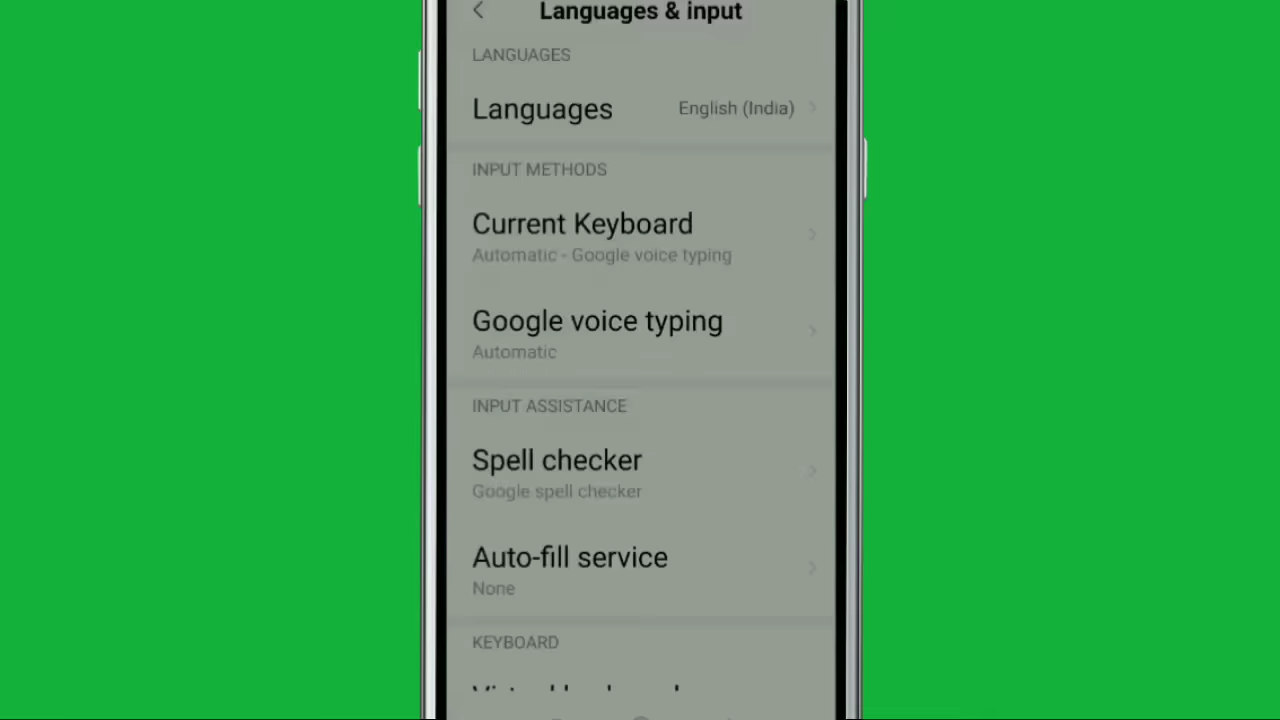 Languages & input
LANGUAGES
Languages English (India)
INPUT METHODS
Current Keyboard
Automatic - Google voice typing
Google voice typing
Automatic
INPUT ASSISTANCE
Spell checker
Google spell checker
Auto-fill service
None
KEYBOARD